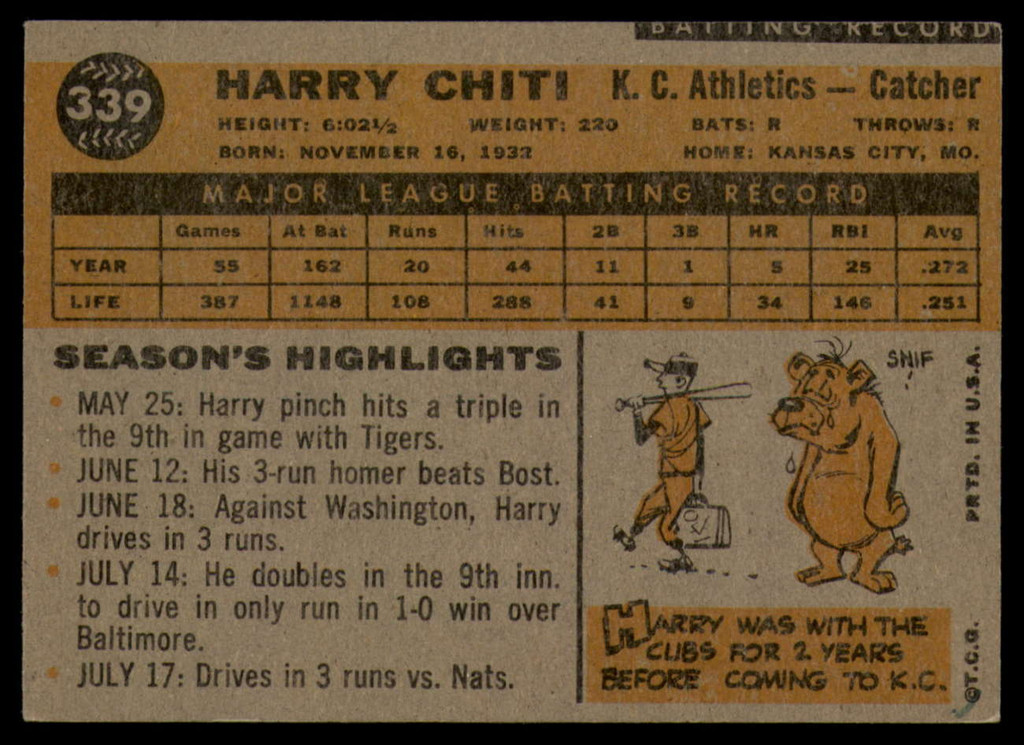 BATTING RECORD
339
HARRY CHITI K. C. Athletics — Catcher
HEIGHT: 6:02½ WEIGHT: 220 BATS: R THROWS: R
BORN: NOVEMBER 16, 1932 HOME: KANSAS CITY, MO.
MAJOR LEAGUE BATTING RECORD
Games At Bat Runs Hits 2B 3B HR RBI Avg
YEAR 55 162 20 44 11 1 5 25 .272
LIFE 387 1148 108 288 41 9 34 146 .251
SEASON'S HIGHLIGHTS
• MAY 25: Harry pinch hits a triple in
the 9th in game with Tigers.
• JUNE 12: His 3-run homer beats Bost.
• JUNE 18: Against Washington, Harry
drives in 3 runs.
• JULY 14: He doubles in the 9th inn.
to drive in only run in 1-0 win over
Baltimore.
• JULY 17: Drives in 3 runs vs. Nats.
SNIF
KC
HARRY WAS WITH THE
CUBS FOR 2 YEARS
BEFORE COMING TO K.C.
©T.C.G. PRTD. IN U.S.A.